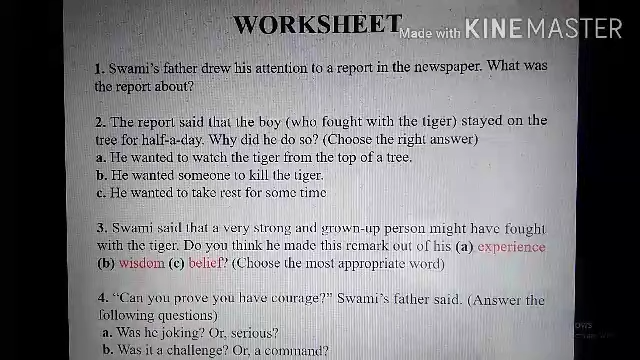 WORKSHEET
Made with KINEMASTER
1. Swami's father drew his attention to a report in the newspaper. What was
the report about?
2. The report said that the boy (who fought with the tiger) stayed on the
tree for half-a-day. Why did he do so? (Choose the right answer)
a. He wanted to watch the tiger from the top of a tree.
b. He wanted someone to kill the tiger.
c. He wanted to take rest for some time
3. Swami said that a very strong and grown-up person might have fought
with the tiger. Do you think he made this remark out of his (a) experience
(b) wisdom (c) belief? (Choose the most appropriate word)
4. "Can you prove you have courage?" Swami's father said. (Answer the
following questions)
a. Was he joking? Or, serious?
b. Was it a challenge? Or, a command?